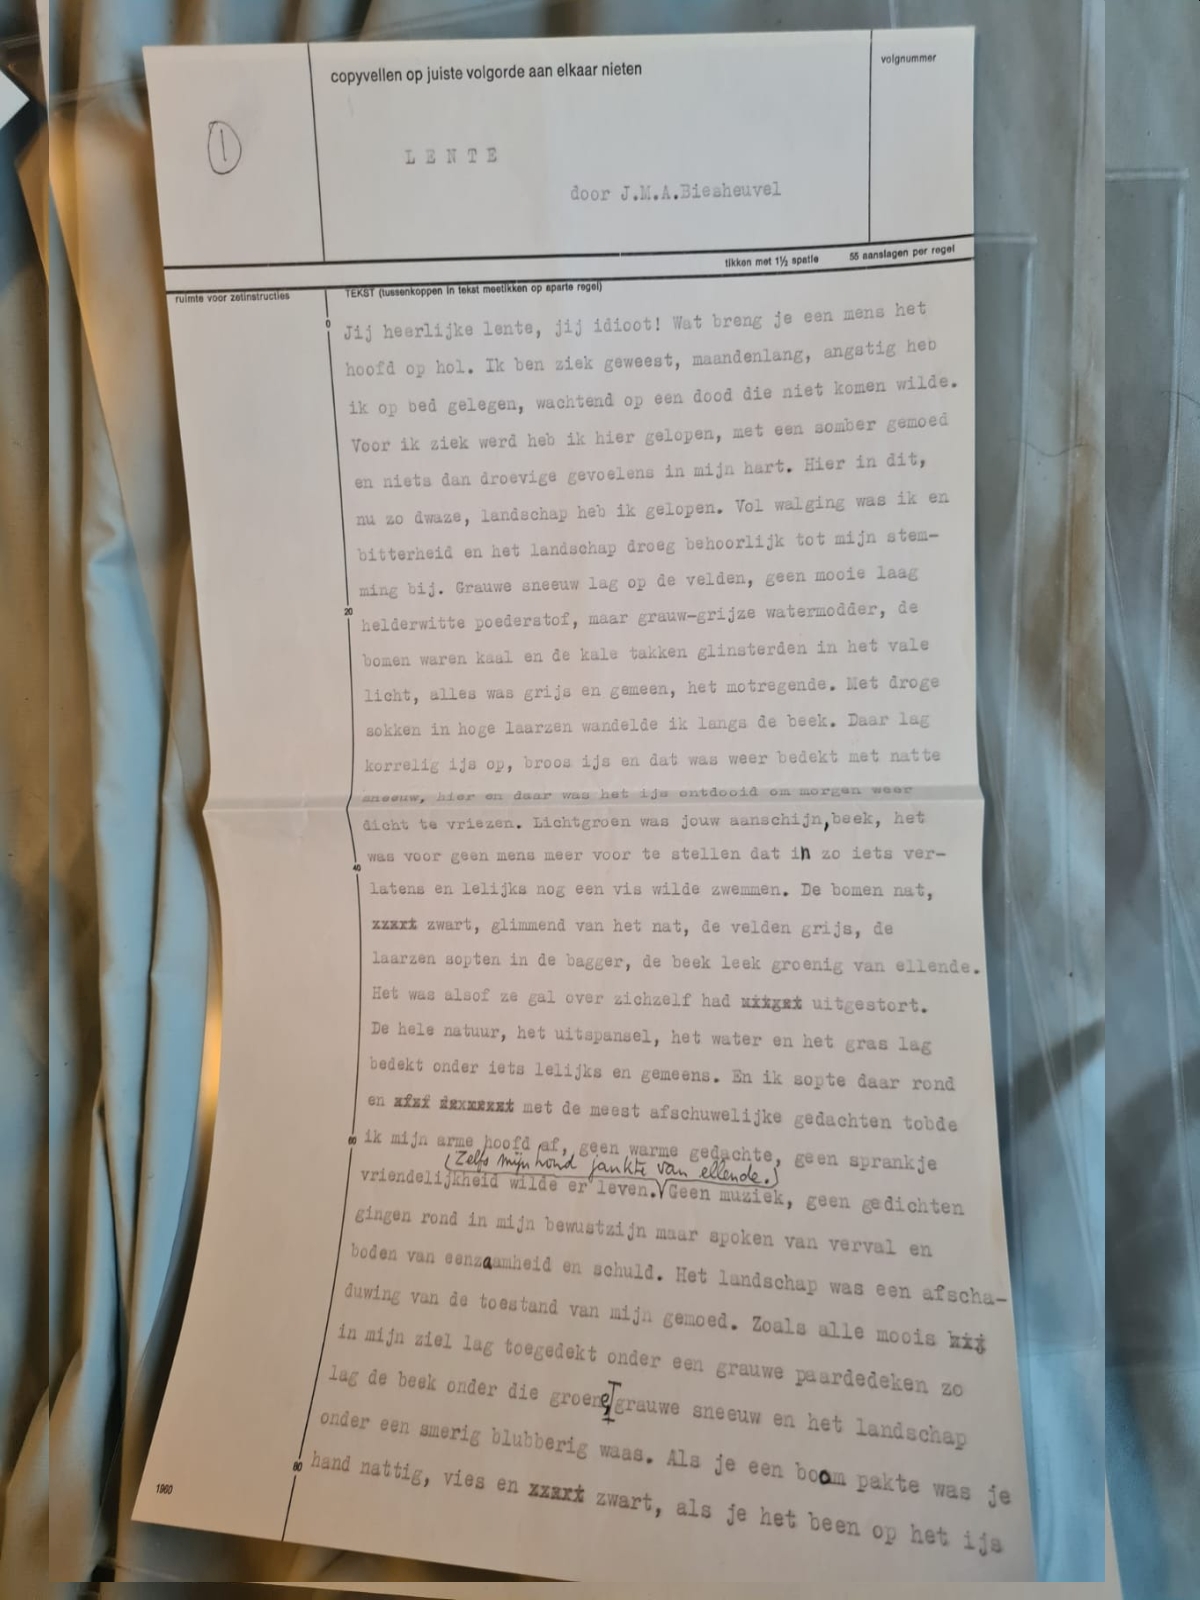 copyvellen op juiste volgorde aan elkaar nieten
volgnummer
1
L E N T E
door J.M.A.Biesheuvel
tikken met 1½ spatie 55 aanslagen per regel
ruimte voor zetinstructies
TEKST (tussenkoppen in tekst meetikken op aparte regel)
0
Jij heerlijke lente, jij idioot! Wat breng je een mens het
hoofd op hol. Ik ben ziek geweest, maandenlang, angstig heb
ik op bed gelegen, wachtend op een dood die niet komen wilde.
Voor ik ziek werd heb ik hier gelopen, met een somber gemoed
en niets dan droevige gevoelens in mijn hart. Hier in dit,
nu zo dwaze, landschap heb ik gelopen. Vol walging was ik en
bitterheid en het landschap droeg behoorlijk tot mijn stem-
ming bij. Grauwe sneeuw lag op de velden, geen mooie laag
20
helderwitte poederstof, maar grauw-grijze watermodder, de
bomen waren kaal en de kale takken glinsterden in het vale
licht, alles was grijs en gemeen, het motregende. Met droge
sokken in hoge laarzen wandelde ik langs de beek. Daar lag
korrelig ijs op, broos ijs en dat was weer bedekt met natte
sneeuw, hier en daar was het ijs ontdooid om morgen weer
dicht te vriezen. Lichtgroen was jouw aanschijn, beek, het
was voor geen mens meer voor te stellen dat in zo iets ver-
40
latens en lelijks nog een vis wilde zwemmen. De bomen nat,
zwart, glimmend van het nat, de velden grijs, de
laarzen sopten in de bagger, de beek leek groenig van ellende.
Het was alsof ze gal over zichzelf had uitgestort.
De hele natuur, het uitspansel, het water en het gras lag
bedekt onder iets lelijks en gemeens. En ik sopte daar rond
en met de meest afschuwelijke gedachten tobde
60
ik mijn arme hoofd af, geen warme gedachte, geen sprankje
(Zelfs mijn hond jankte van ellende.)
vriendelijkheid wilde er leven. Geen muziek, geen gedichten
gingen rond in mijn bewustzijn maar spoken van verval en
boden van eenzaamheid en schuld. Het landschap was een afscha-
duwing van de toestand van mijn gemoed. Zoals alle moois
in mijn ziel lag toegedekt onder een grauwe paardedeken zo
lag de beek onder die groene, grauwe sneeuw en het landschap
onder een smerig blubberig waas. Als je een boom pakte was je
80
hand nattig, vies en zwart, als je het been op het ijs
1960